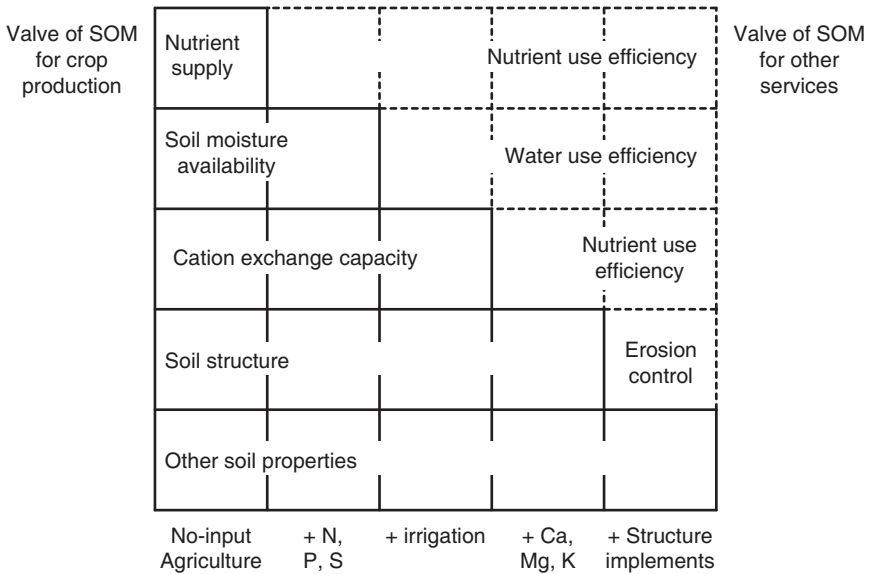 Valve of SOM
for crop
production
Nutrient
supply
Nutrient use efficiency
Valve of SOM
for other
services
Soil moisture
availability
Water use efficiency
Cation exchange capacity
Nutrient use
efficiency
Soil structure
Erosion
control
Other soil properties
No-input
Agriculture
+ N,
P, S
+ irrigation
+ Ca,
Mg, K
+ Structure
implements